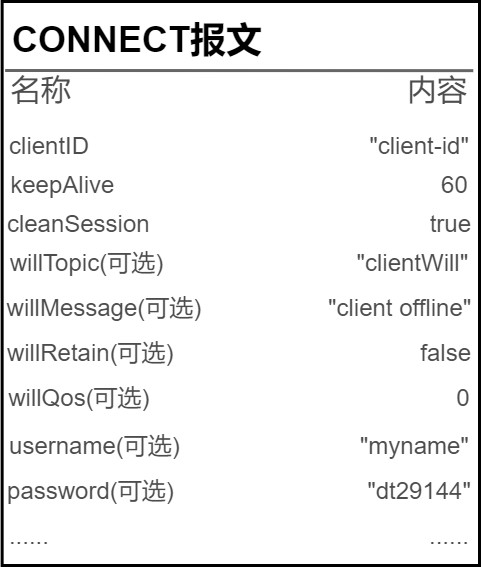 CONNECT报文
名称 内容
clientID "client-id"
keepAlive 60
cleanSession true
willTopic(可选) "clientWill"
willMessage(可选) "client offline"
willRetain(可选) false
willQos(可选) 0
username(可选) "myname"
password(可选) "dt29144"
...... ......